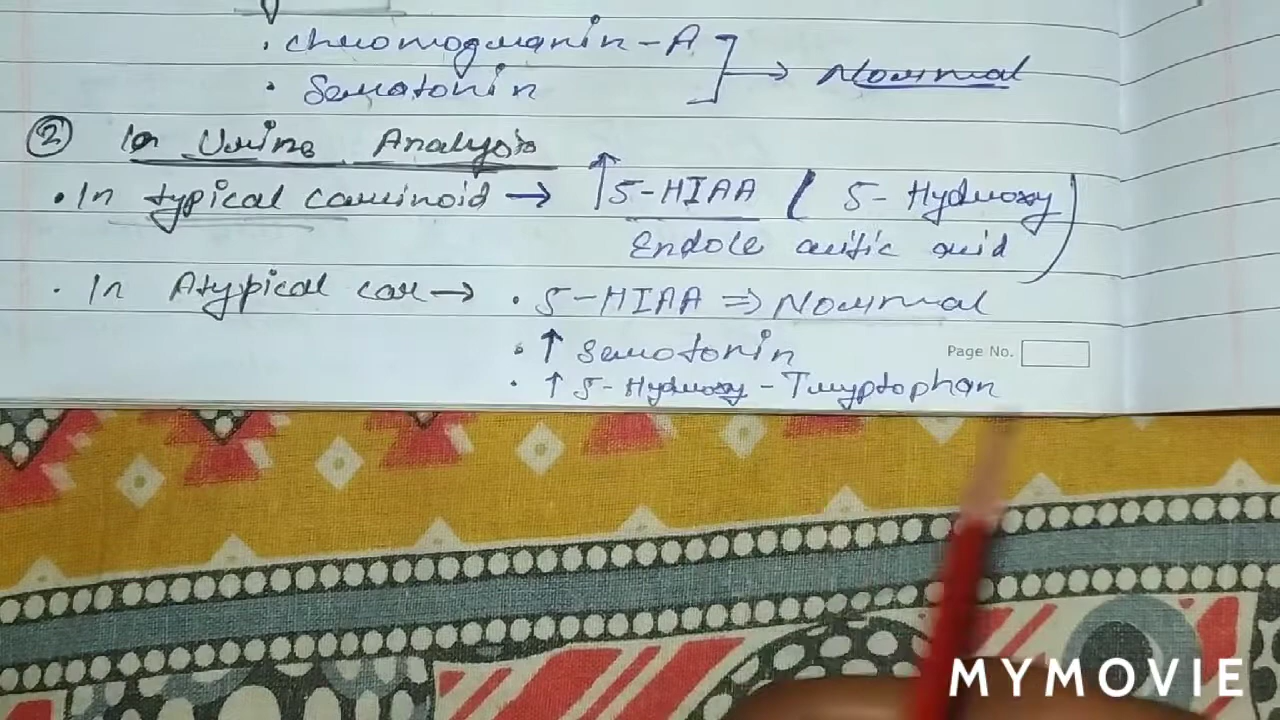 • Chromogranin-A
• Serotonin ] → Normal
② In Urine Analysis
• In typical carcinoid → ↑5-HIAA ( 5-Hydroxy
Endole acitic acid )
• In Atypical car → • 5-HIAA ⇒ Normal
• ↑ Serotonin
Page No.
• ↑ 5-Hydroxy-Tryptophan
MYMOVIE